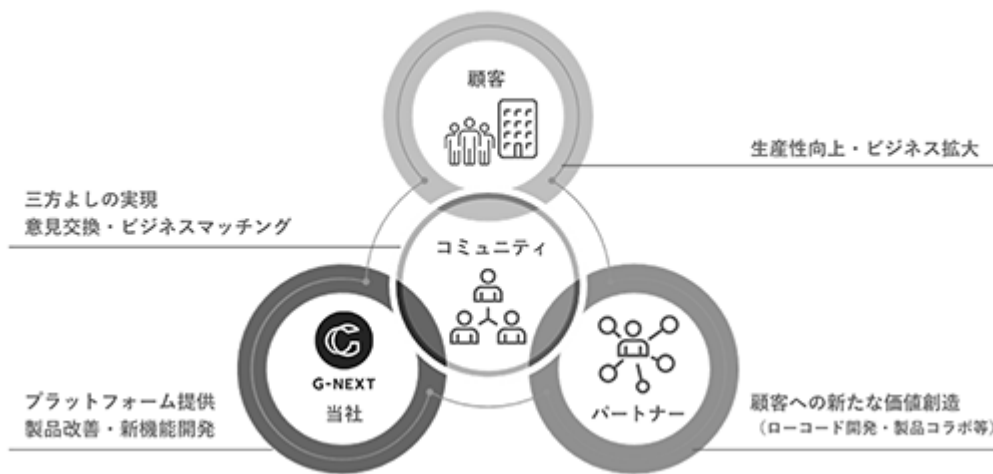 顧客
生産性向上・ビジネス拡大
三方よしの実現
意見交換・ビジネスマッチング
コミュニティ
G-NEXT
当社
パートナー
プラットフォーム提供
製品改善・新機能開発
顧客への新たな価値創造
（ローコード開発・製品コラボ等）